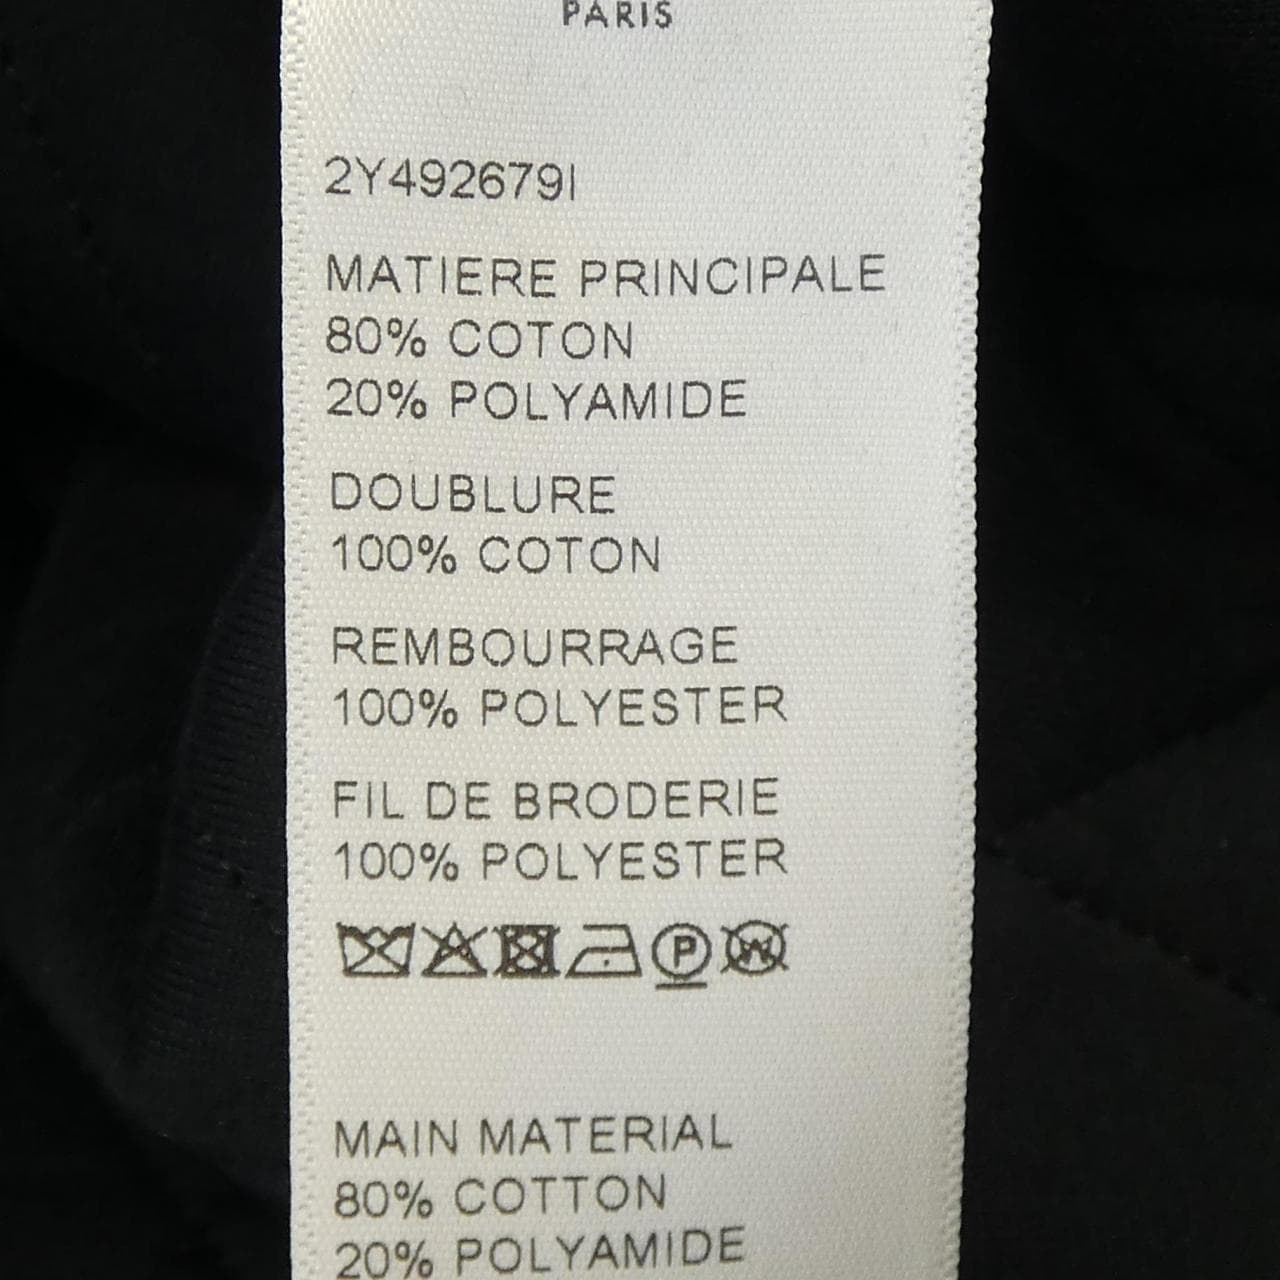 PARIS
2Y492679I
MATIERE PRINCIPALE
80% COTON
20% POLYAMIDE
DOUBLURE
100% COTON
REMBOURRAGE
100% POLYESTER
FIL DE BRODERIE
100% POLYESTER
P W
MAIN MATERIAL
80% COTTON
20% POLYAMIDE